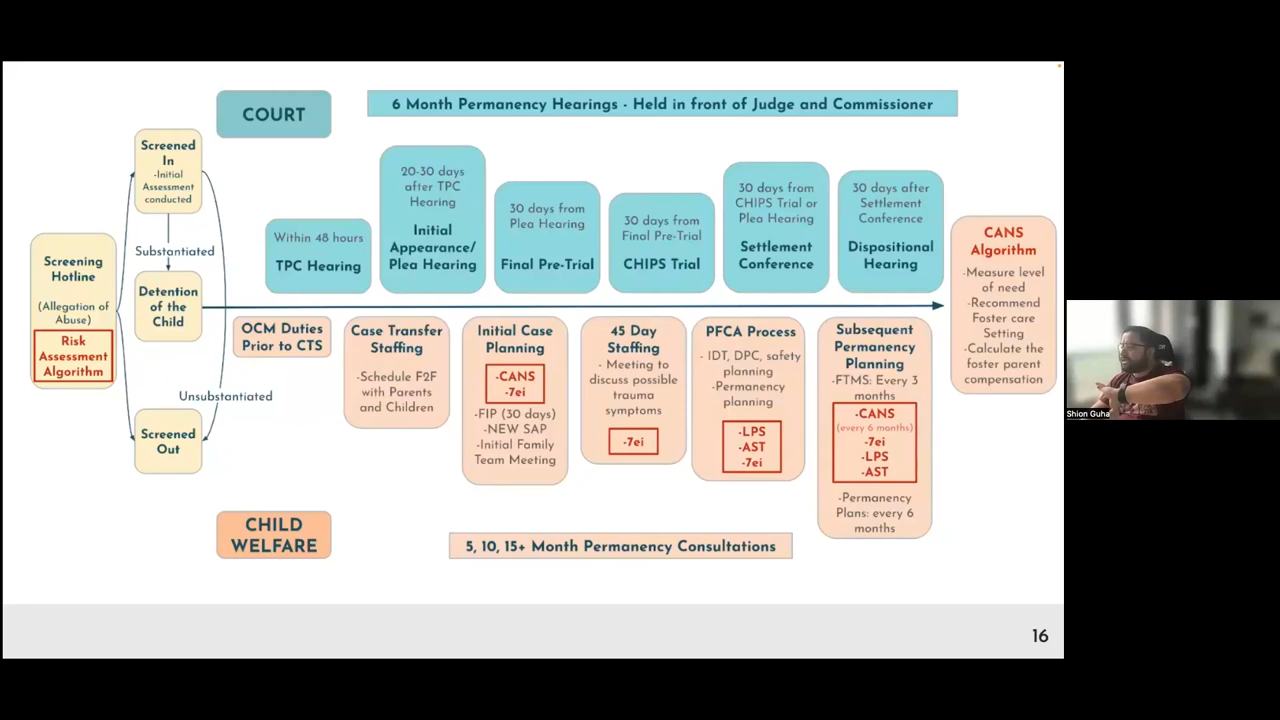 COURT
6 Month Permanency Hearings - Held in front of Judge and Commissioner
Screened
In
-Initial
Assessment
conducted
Substantiated
Detention
of the
Child
Screening
Hotline
(Allegation of
Abuse)
Risk
Assessment
Algorithm
Unsubstantiated
Screened
Out
Within 48 hours
TPC Hearing
20-30 days
after TPC
Hearing
Initial
Appearance/
Plea Hearing
30 days from
Plea Hearing
Final Pre-Trial
30 days from
Final Pre-Trial
CHIPS Trial
30 days from
CHIPS Trial or
Plea Hearing
Settlement
Conference
30 days after
Settlement
Conference
Dispositional
Hearing
CANS
Algorithm
-Measure level
of need
-Recommend
Foster care
Setting
-Calculate the
foster parent
compensation
OCM Duties
Prior to CTS
Case Transfer
Staffing
-Schedule F2F
with Parents
and Children
Initial Case
Planning
-CANS
-7ei
-FIP (30 days)
-NEW SAP
-Initial Family
Team Meeting
45 Day
Staffing
- Meeting to
discuss possible
trauma
symptoms
-7ei
PFCA Process
- IDT, DPC, safety
planning
-Permanency
planning
-LPS
-AST
-7ei
Subsequent
Permanency
Planning
-FTMS: Every 3
months
-CANS
(every 6 months)
-7ei
-LPS
-AST
-Permanency
Plans: every 6
months
CHILD
WELFARE
5, 10, 15+ Month Permanency Consultations
16
Shion Guha